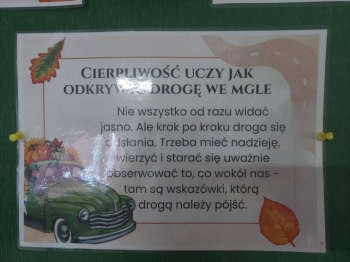 Cierpliwość uczy jak
odkrywać drogę we mgle
Nie wszystko od razu widać
jasno. Ale krok po kroku droga się
odsłania. Trzeba mieć nadzieję,
wierzyć i starać się uważnie
obserwować to, co wokół nas -
tam są wskazówki, którą
drogą należy pójść.